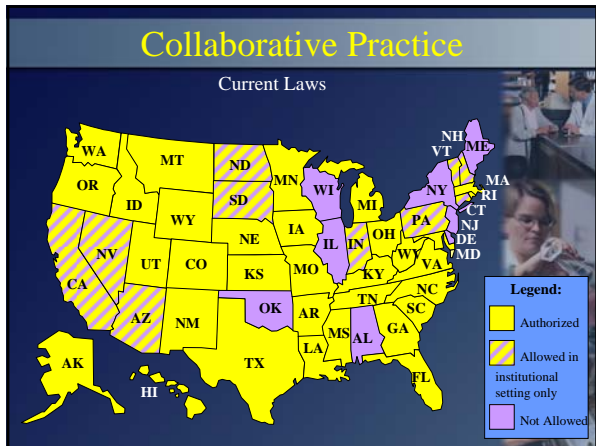 Collaborative Practice
Current Laws
WA
OR
CA
NV
ID
MT
WY
UT
AZ
CO
NM
ND
SD
NE
KS
OK
TX
MN
IA
MO
AR
LA
WI
IL
MS
MI
IN
OH
KY
TN
AL
GA
FL
SC
NC
VA
WY
PA
NY
VT
NH
ME
MA
RI
CT
NJ
DE
MD
AK
HI
Legend:
Authorized
Allowed in
institutional
setting only
Not Allowed